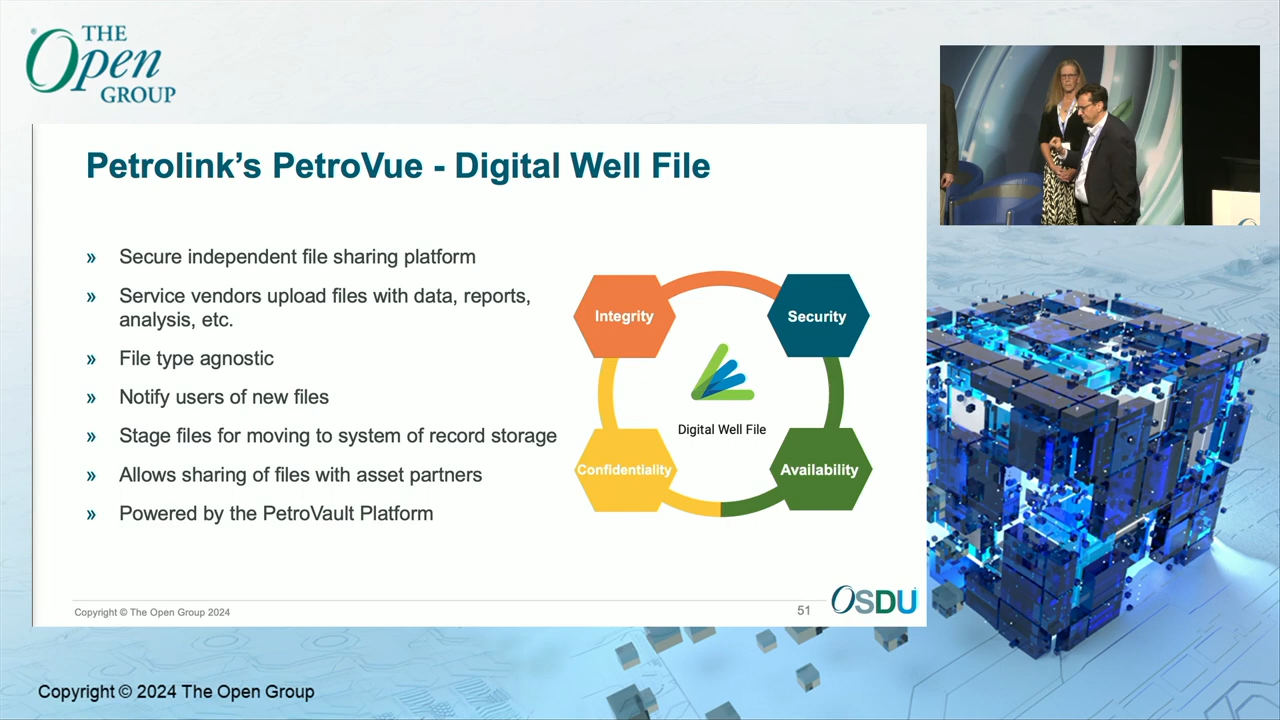 THE
Open
GROUP
Petrolink’s PetroVue - Digital Well File
» Secure independent file sharing platform
» Service vendors upload files with data, reports,
analysis, etc.
» File type agnostic
» Notify users of new files
» Stage files for moving to system of record storage
» Allows sharing of files with asset partners
» Powered by the PetroVault Platform
Integrity
Security
Digital Well File
Confidentiality
Availability
Copyright © The Open Group 2024
51
OSDU
Copyright © 2024 The Open Group